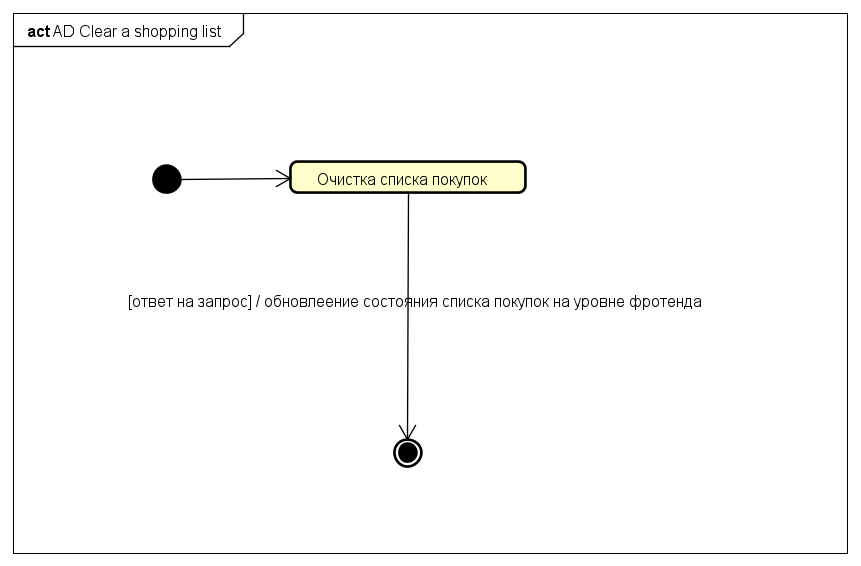 act AD Clear a shopping list
Очистка списка покупок
[ответ на запрос] / обновлеение состояния списка покупок на уровне фротенда